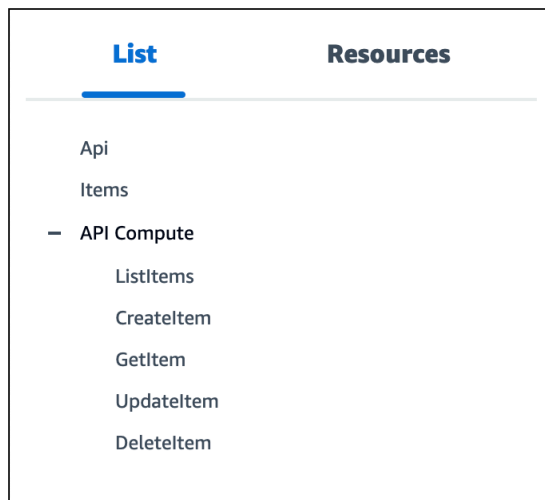 List Resources
Api
Items
API Compute
ListItems
CreateItem
GetItem
UpdateItem
DeleteItem